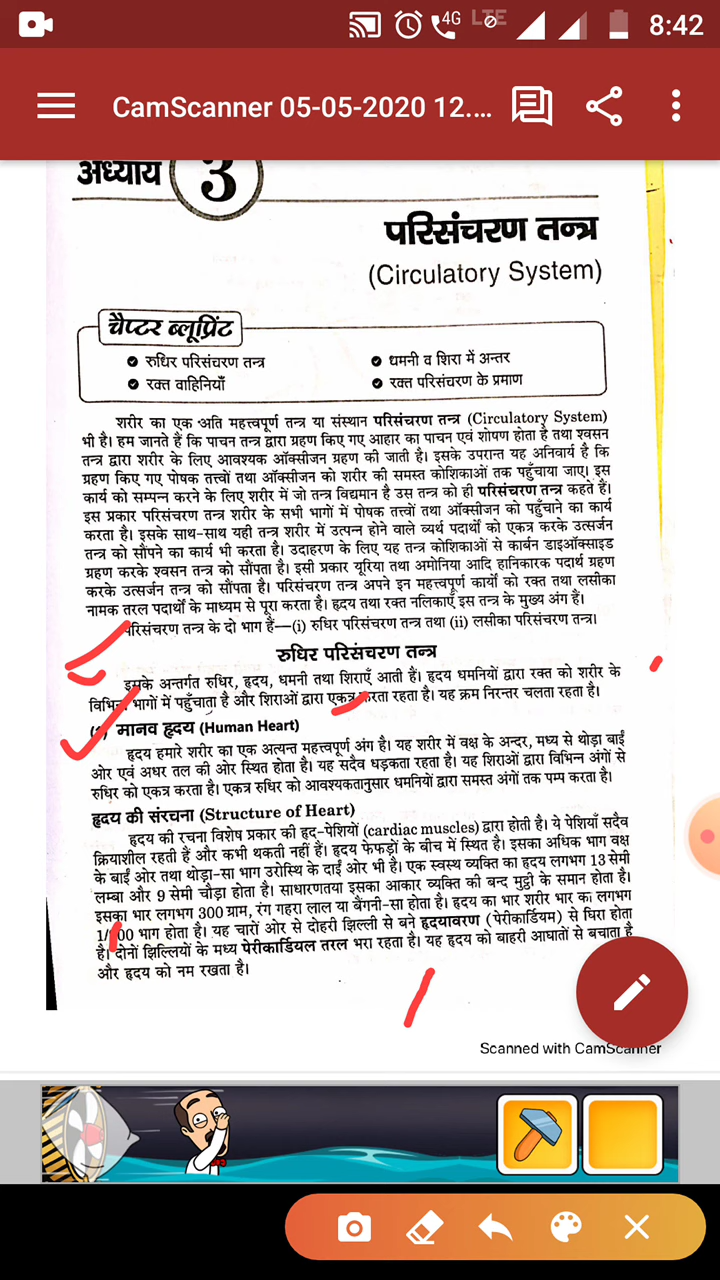 4G LTE 8:42
CamScanner 05-05-2020 12....
अध्याय 3
परिसंचरण तन्त्र
(Circulatory System)
चैप्टर ब्लूप्रिंट
रुधिर परिसंचरण तन्त्र
धमनी व शिरा में अन्तर
रक्त वाहिनियाँ
रक्त परिसंचरण के प्रमाण
शरीर का एक अति महत्त्वपूर्ण तन्त्र या संस्थान परिसंचरण तन्त्र (Circulatory System)
भी है। हम जानते हैं कि पाचन तन्त्र द्वारा ग्रहण किए गए आहार का पाचन एवं शोषण होता है तथा श्वसन
तन्त्र द्वारा शरीर के लिए आवश्यक ऑक्सीजन ग्रहण की जाती है। इसके उपरान्त यह अनिवार्य है कि
ग्रहण किए गए पोषक तत्त्वों तथा ऑक्सीजन को शरीर की समस्त कोशिकाओं तक पहुँचाया जाए। इस
कार्य को सम्पन्न करने के लिए शरीर में जो तन्त्र विद्यमान है उस तन्त्र को ही परिसंचरण तन्त्र कहते हैं।
इस प्रकार परिसंचरण तन्त्र शरीर के सभी भागों में पोषक तत्त्वों तथा ऑक्सीजन को पहुँचाने का कार्य
करता है। इसके साथ-साथ यही तन्त्र शरीर में उत्पन्न होने वाले व्यर्थ पदार्थों को एकत्र करके उत्सर्जन
तन्त्र को सौंपने का कार्य भी करता है। उदाहरण के लिए यह तन्त्र कोशिकाओं से कार्बन डाइऑक्साइड
ग्रहण करके श्वसन तन्त्र को सौंपता है। इसी प्रकार यूरिया तथा अमोनिया आदि हानिकारक पदार्थ ग्रहण
करके उत्सर्जन तन्त्र को सौंपता है। परिसंचरण तन्त्र अपने इन महत्त्वपूर्ण कार्यों को रक्त तथा लसीका
नामक तरल पदार्थों के माध्यम से पूरा करता है। हृदय तथा रक्त नलिकाएँ इस तन्त्र के मुख्य अंग हैं।
परिसंचरण तन्त्र के दो भाग हैं—(i) रुधिर परिसंचरण तन्त्र तथा (ii) लसीका परिसंचरण तन्त्र।
रुधिर परिसंचरण तन्त्र
इसके अन्तर्गत रुधिर, हृदय, धमनी तथा शिराएँ आती हैं। हृदय धमनियों द्वारा रक्त को शरीर के
विभिन्न भागों में पहुँचाता है और शिराओं द्वारा एकत्र करता रहता है। यह क्रम निरन्तर चलता रहता है।
मानव हृदय (Human Heart)
हृदय हमारे शरीर का एक अत्यन्त महत्त्वपूर्ण अंग है। यह शरीर में वक्ष के अन्दर, मध्य से थोड़ा बाईं
ओर एवं अधर तल की ओर स्थित होता है। यह सदैव धड़कता रहता है। यह शिराओं द्वारा विभिन्न अंगों से
रुधिर को एकत्र करता है। एकत्र रुधिर को आवश्यकतानुसार धमनियों द्वारा समस्त अंगों तक पम्प करता है।
हृदय की संरचना (Structure of Heart)
हृदय की रचना विशेष प्रकार की हृद-पेशियों (cardiac muscles) द्वारा होती है। ये पेशियाँ सदैव
क्रियाशील रहती हैं और कभी थकती नहीं हैं। हृदय फेफड़ों के बीच में स्थित है। इसका अधिक भाग वक्ष
के बाईं ओर तथा थोड़ा-सा भाग उरोस्थि के दाईं ओर भी है। एक स्वस्थ व्यक्ति का हृदय लगभग 13 सेमी
लम्बा और 9 सेमी चौड़ा होता है। साधारणतया इसका आकार व्यक्ति की बन्द मुट्ठी के समान होता है।
इसका भार लगभग 300 ग्राम, रंग गहरा लाल या बैंगनी-सा होता है। हृदय का भार शरीर भार का लगभग
भाग होता है। यह चारों ओर से दोहरी झिल्ली से बने हृदयावरण (पेरीकार्डियम) से घिरा होता
है। दोनों झिल्लियों के मध्य पेरीकार्डियल तरल भरा रहता है। यह हृदय को बाहरी आघातों से बचाता है
और हृदय को नम रखता है।
Scanned with CamScanner